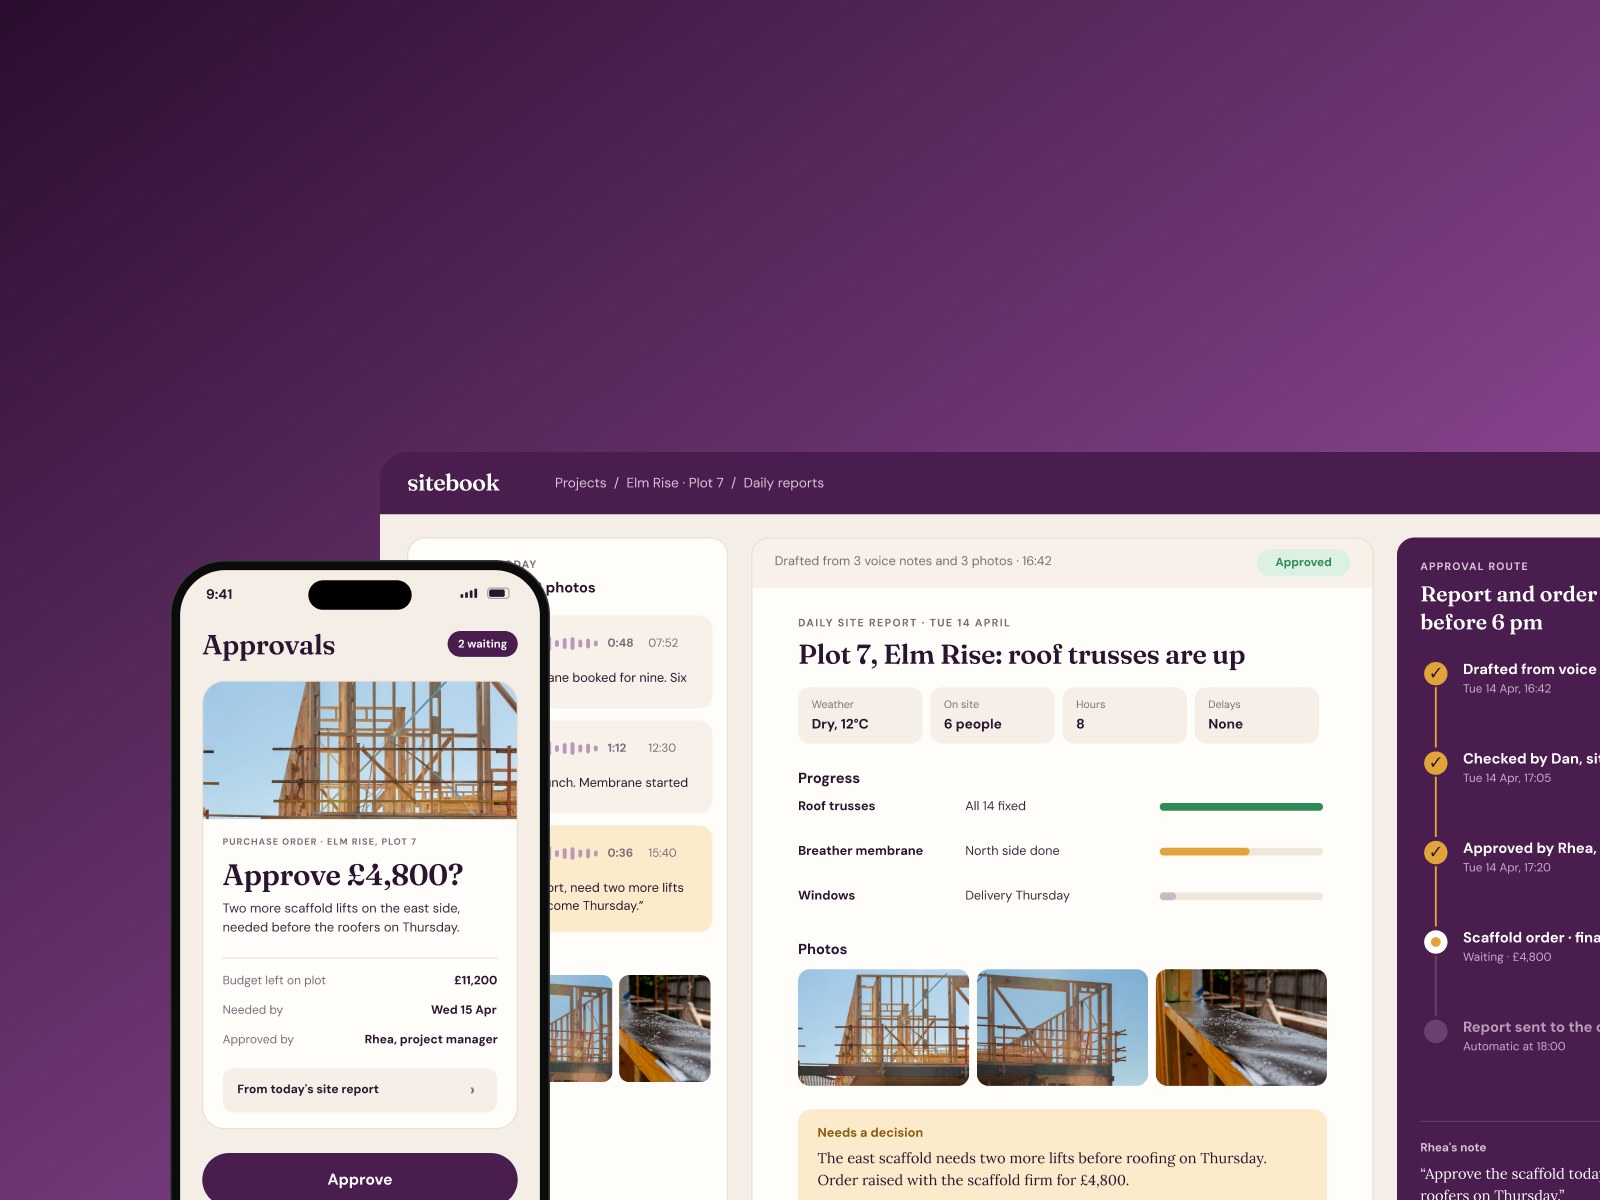 sitebook
Projects / Elm Rise · Plot 7 / Daily reports
9:41
Approvals
2 waiting
PURCHASE ORDER · ELM RISE, PLOT 7
Approve £4,800?
Two more scaffold lifts on the east side,
needed before the roofers on Thursday.
Budget left on plot £11,200
Needed by Wed 15 Apr
Approved by Rhea, project manager
From today's site report ›
Approve
photos
0:48 07:52
booked for nine. Six
1:12 12:30
Membrane started
0:36 15:40
need two more lifts
come Thursday.”
Drafted from 3 voice notes and 3 photos · 16:42
Approved
DAILY SITE REPORT · TUE 14 APRIL
Plot 7, Elm Rise: roof trusses are up
Weather
Dry, 12°C
On site
6 people
Hours
8
Delays
None
Progress
Roof trusses All 14 fixed
Breather membrane North side done
Windows Delivery Thursday
Photos
Needs a decision
The east scaffold needs two more lifts before roofing on Thursday.
Order raised with the scaffold firm for £4,800.
APPROVAL ROUTE
Report and order
before 6 pm
Drafted from voice
Tue 14 Apr, 16:42
Checked by Dan,
Tue 14 Apr, 17:05
Approved by Rhea,
Tue 14 Apr, 17:20
Scaffold order ·
Waiting · £4,800
Report sent to the
Automatic at 18:00
Rhea's note
“Approve the scaffold
roofers on Thursday.”